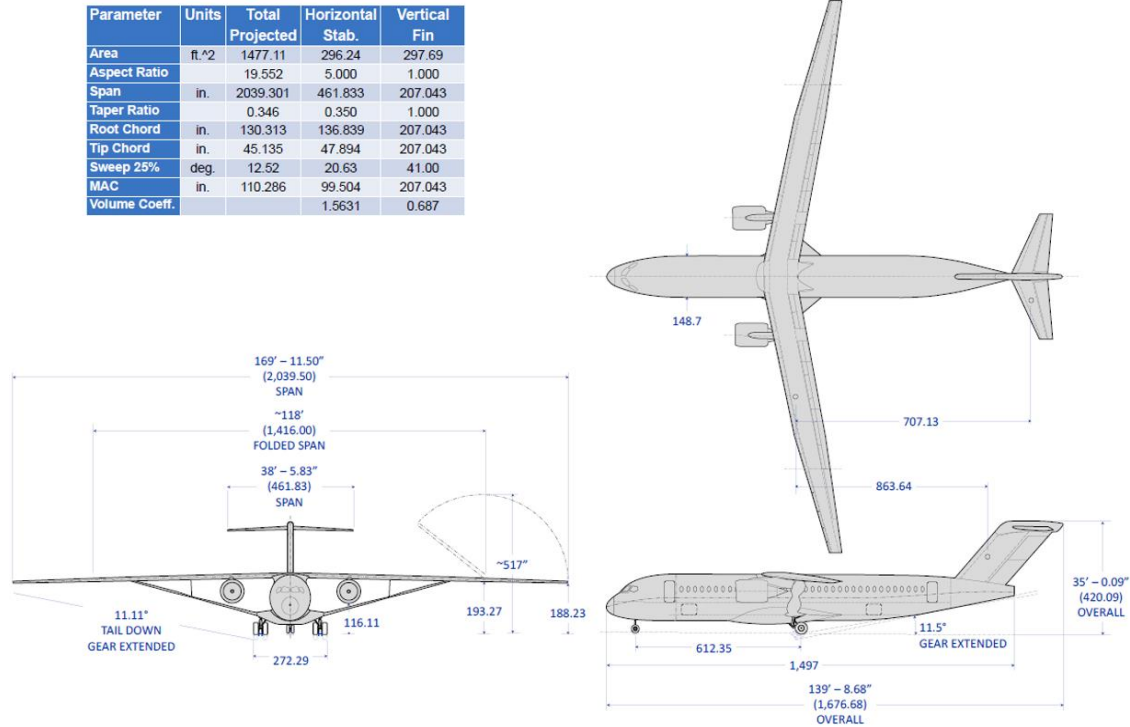 Parameter Units Total Projected Horizontal Stab. Vertical Fin
Area ft.^2 1477.11 296.24 297.69
Aspect Ratio 19.552 5.000 1.000
Span in. 2039.301 461.833 207.043
Taper Ratio 0.346 0.350 1.000
Root Chord in. 130.313 136.839 207.043
Tip Chord in. 45.135 47.894 207.043
Sweep 25% deg. 12.52 20.63 41.00
MAC in. 110.286 99.504 207.043
Volume Coeff. 1.5631 0.687
148.7
707.13
863.64
169’ – 11.50”
(2,039.50)
SPAN
~118’
(1,416.00)
FOLDED SPAN
38’ – 5.83”
(461.83)
SPAN
~517”
193.27
188.23
116.11
11.11°
TAIL DOWN
GEAR EXTENDED
272.29
35’ – 0.09”
(420.09)
OVERALL
11.5°
GEAR EXTENDED
612.35
1,497
139’ – 8.68”
(1,676.68)
OVERALL